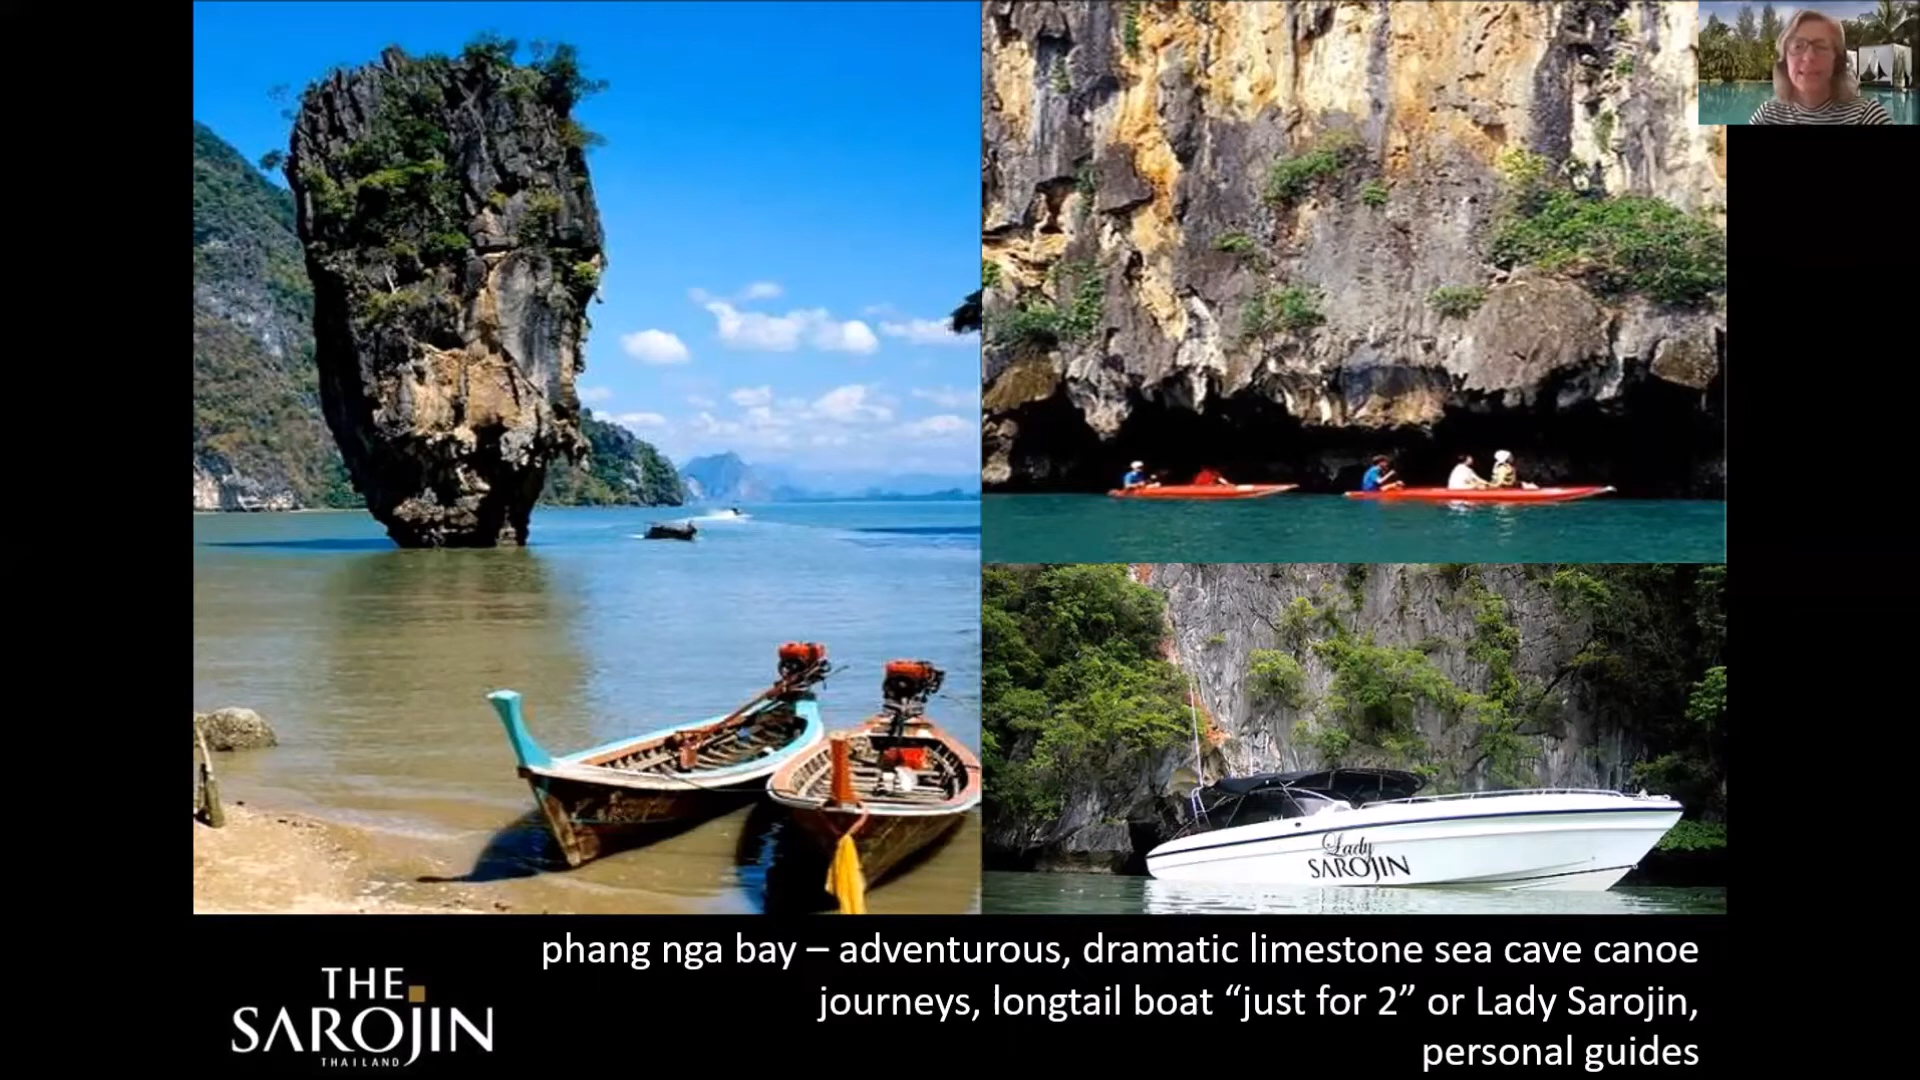 Lady
SAROJIN
phang nga bay – adventurous, dramatic limestone sea cave canoe
journeys, longtail boat “just for 2” or Lady Sarojin,
personal guides
THE
SAROJIN
THAILAND